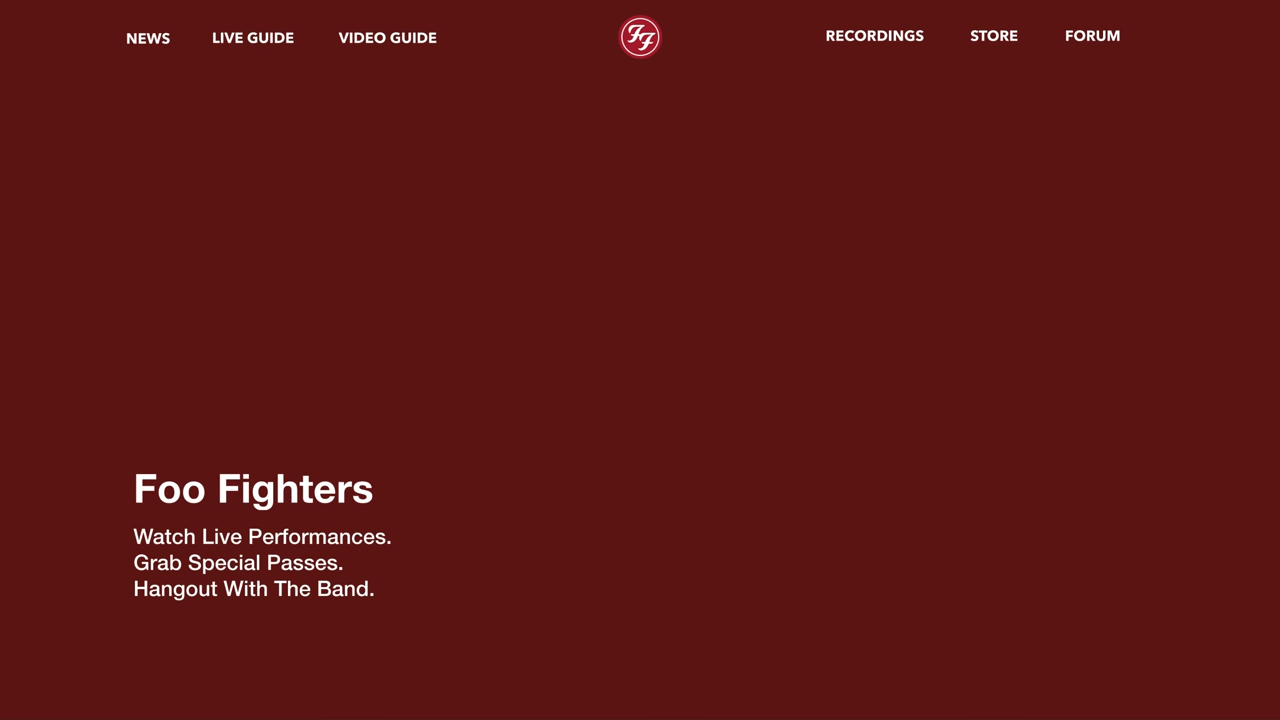 NEWS LIVE GUIDE VIDEO GUIDE FF RECORDINGS STORE FORUM
Foo Fighters
Watch Live Performances.
Grab Special Passes.
Hangout With The Band.